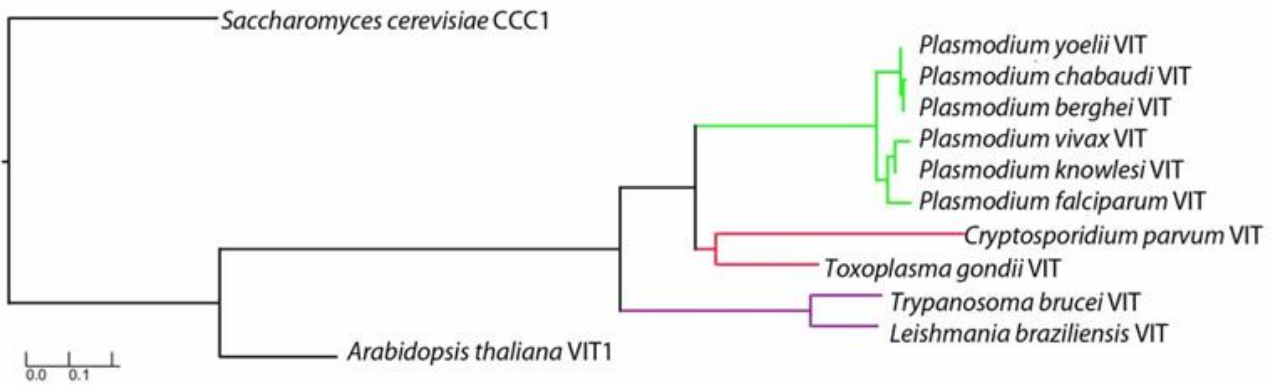 Saccharomyces cerevisiae CCC1
Plasmodium yoelii VIT
Plasmodium chabaudi VIT
Plasmodium berghei VIT
Plasmodium vivax VIT
Plasmodium knowlesi VIT
Plasmodium falciparum VIT
Cryptosporidium parvum VIT
Toxoplasma gondii VIT
Trypanosoma brucei VIT
Leishmania braziliensis VIT
Arabidopsis thaliana VIT1
0.0 0.1